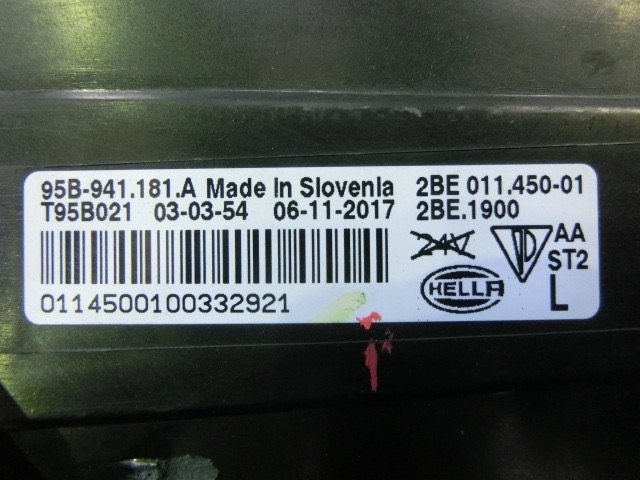 95B-941.181.A Made In Slovenia 2BE 011.450-01
T95B021 03-03-54 06-11-2017 2BE.1900
24V AA
ST2
HELLA L
0114500100332921